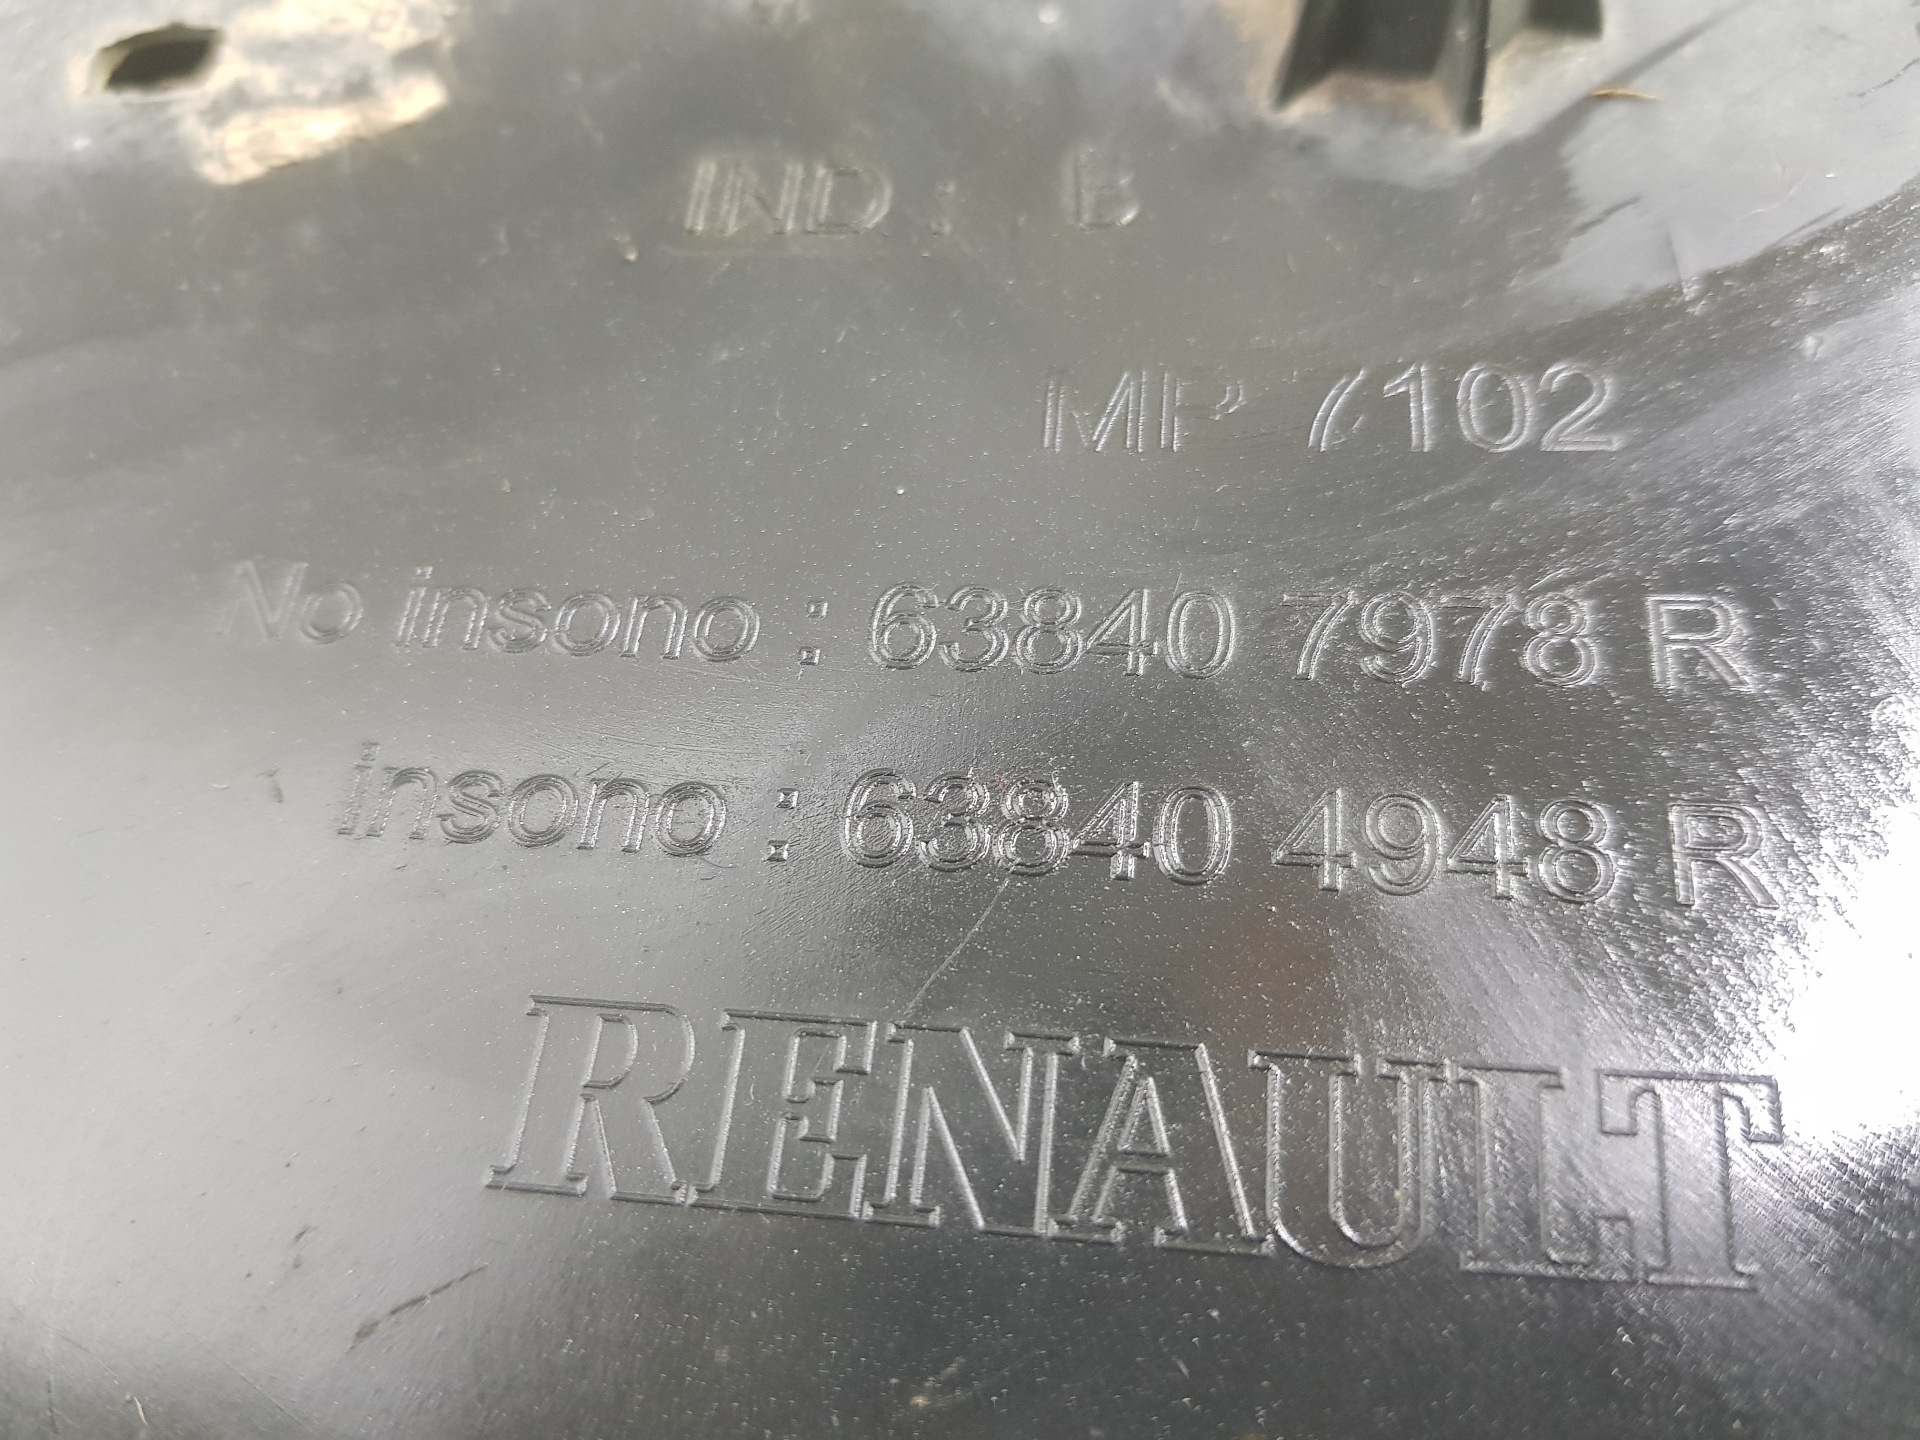 IND : B
MP 7102
No insono : 63840 7978 R
insono : 63840 4948 R
RENAULT